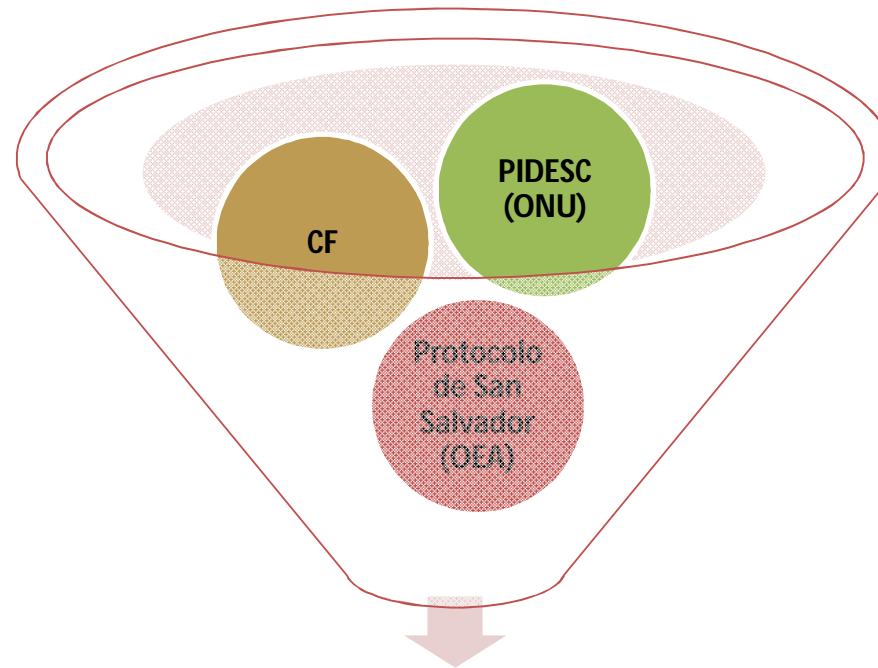 PIDESC
(ONU)
CF
Protocolo
de San
Salvador
(OEA)